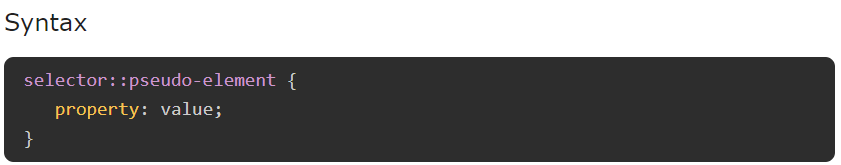 Syntax
selector::pseudo-element {
property: value;
}